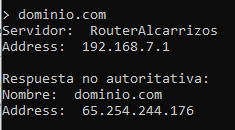 > dominio.com
Servidor:  RouterAlcarrizos
Address:  192.168.7.1
Respuesta no autoritativa:
Nombre:  dominio.com
Address:  65.254.244.176